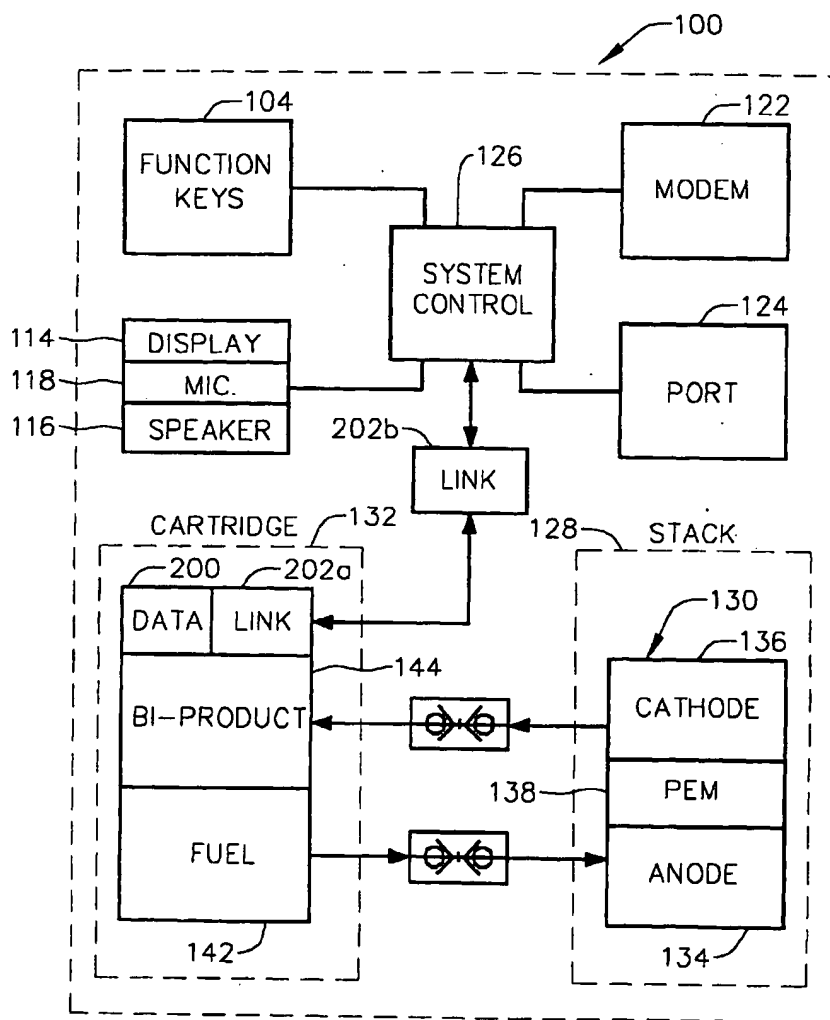 100
104
FUNCTION
KEYS
126
122
MODEM
SYSTEM
CONTROL
124
PORT
114
DISPLAY
118
MIC.
116
SPEAKER
202b
LINK
CARTRIDGE
132
128
STACK
200
202a
DATA
LINK
130
136
144
BI-PRODUCT
CATHODE
138
PEM
FUEL
ANODE
142
134